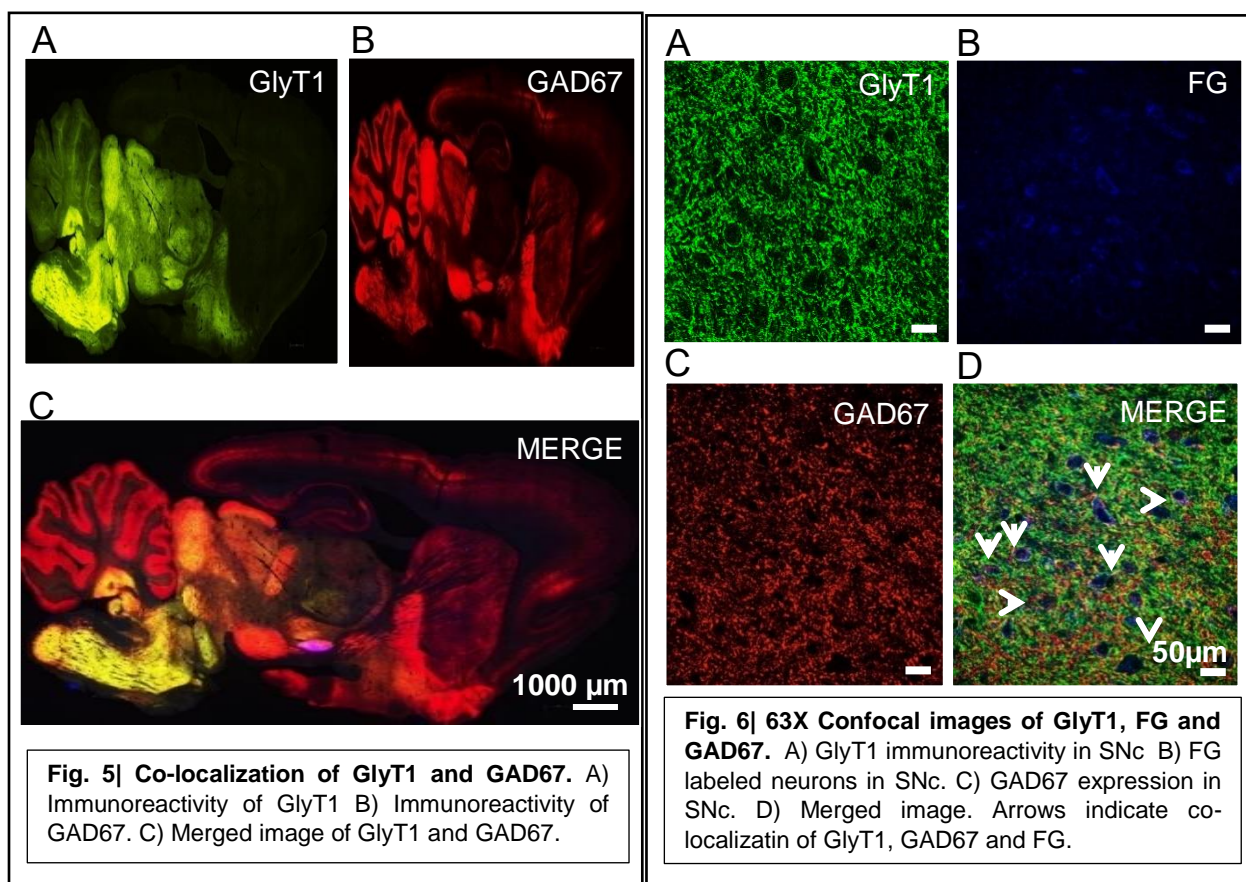 A
GlyT1
B
GAD67
C
MERGE
1000 µm
Fig. 5| Co-localization of GlyT1 and GAD67. A)
Immunoreactivity of GlyT1 B) Immunoreactivity of
GAD67. C) Merged image of GlyT1 and GAD67.
A
GlyT1
B
FG
C
GAD67
D
MERGE
50µm
Fig. 6| 63X Confocal images of GlyT1, FG and
GAD67. A) GlyT1 immunoreactivity in SNc B) FG
labeled neurons in SNc. C) GAD67 expression in
SNc. D) Merged image. Arrows indicate co-
localizatin of GlyT1, GAD67 and FG.